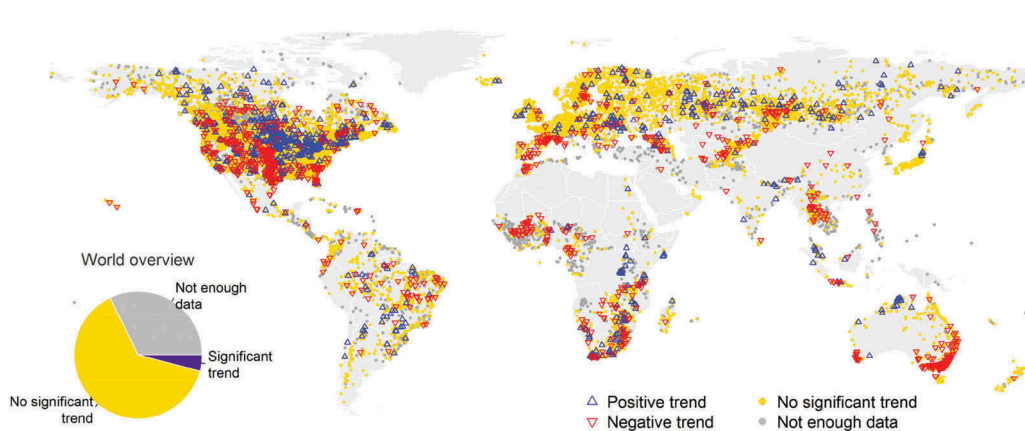 World overview
Not enough
data
Significant
trend
No significant
trend
Positive trend
Negative trend
No significant trend
Not enough data